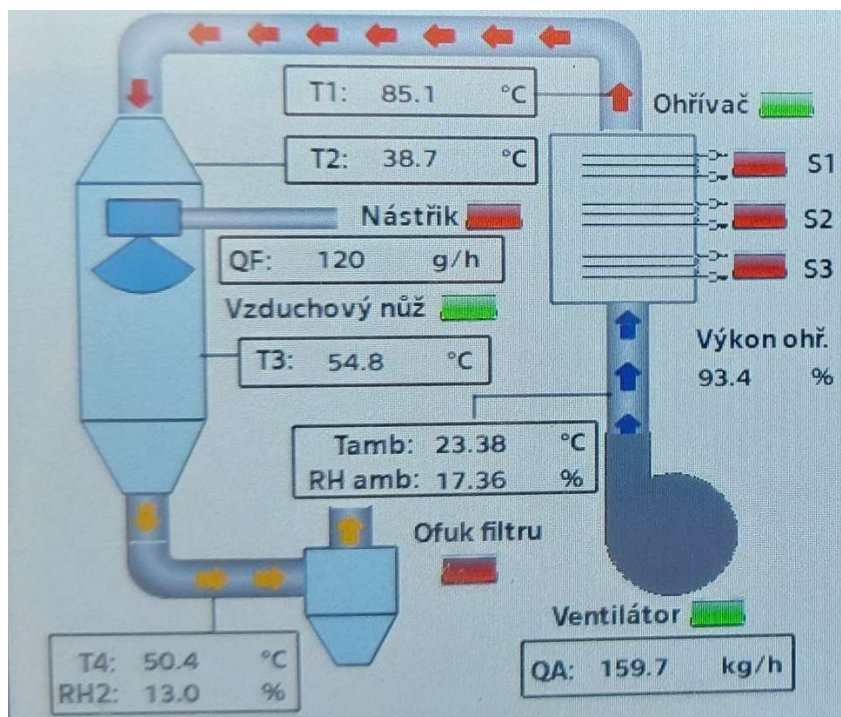 T1: 85.1 °C
Ohřívač
T2: 38.7 °C
S1
Nástřik
S2
QF: 120 g/h
S3
Vzduchový nůž
Výkon ohř.
T3: 54.8 °C
93.4 %
Tamb: 23.38 °C
RH amb: 17.36 %
Ofuk filtru
Ventilátor
T4: 50.4 °C
RH2: 13.0 %
QA: 159.7 kg/h